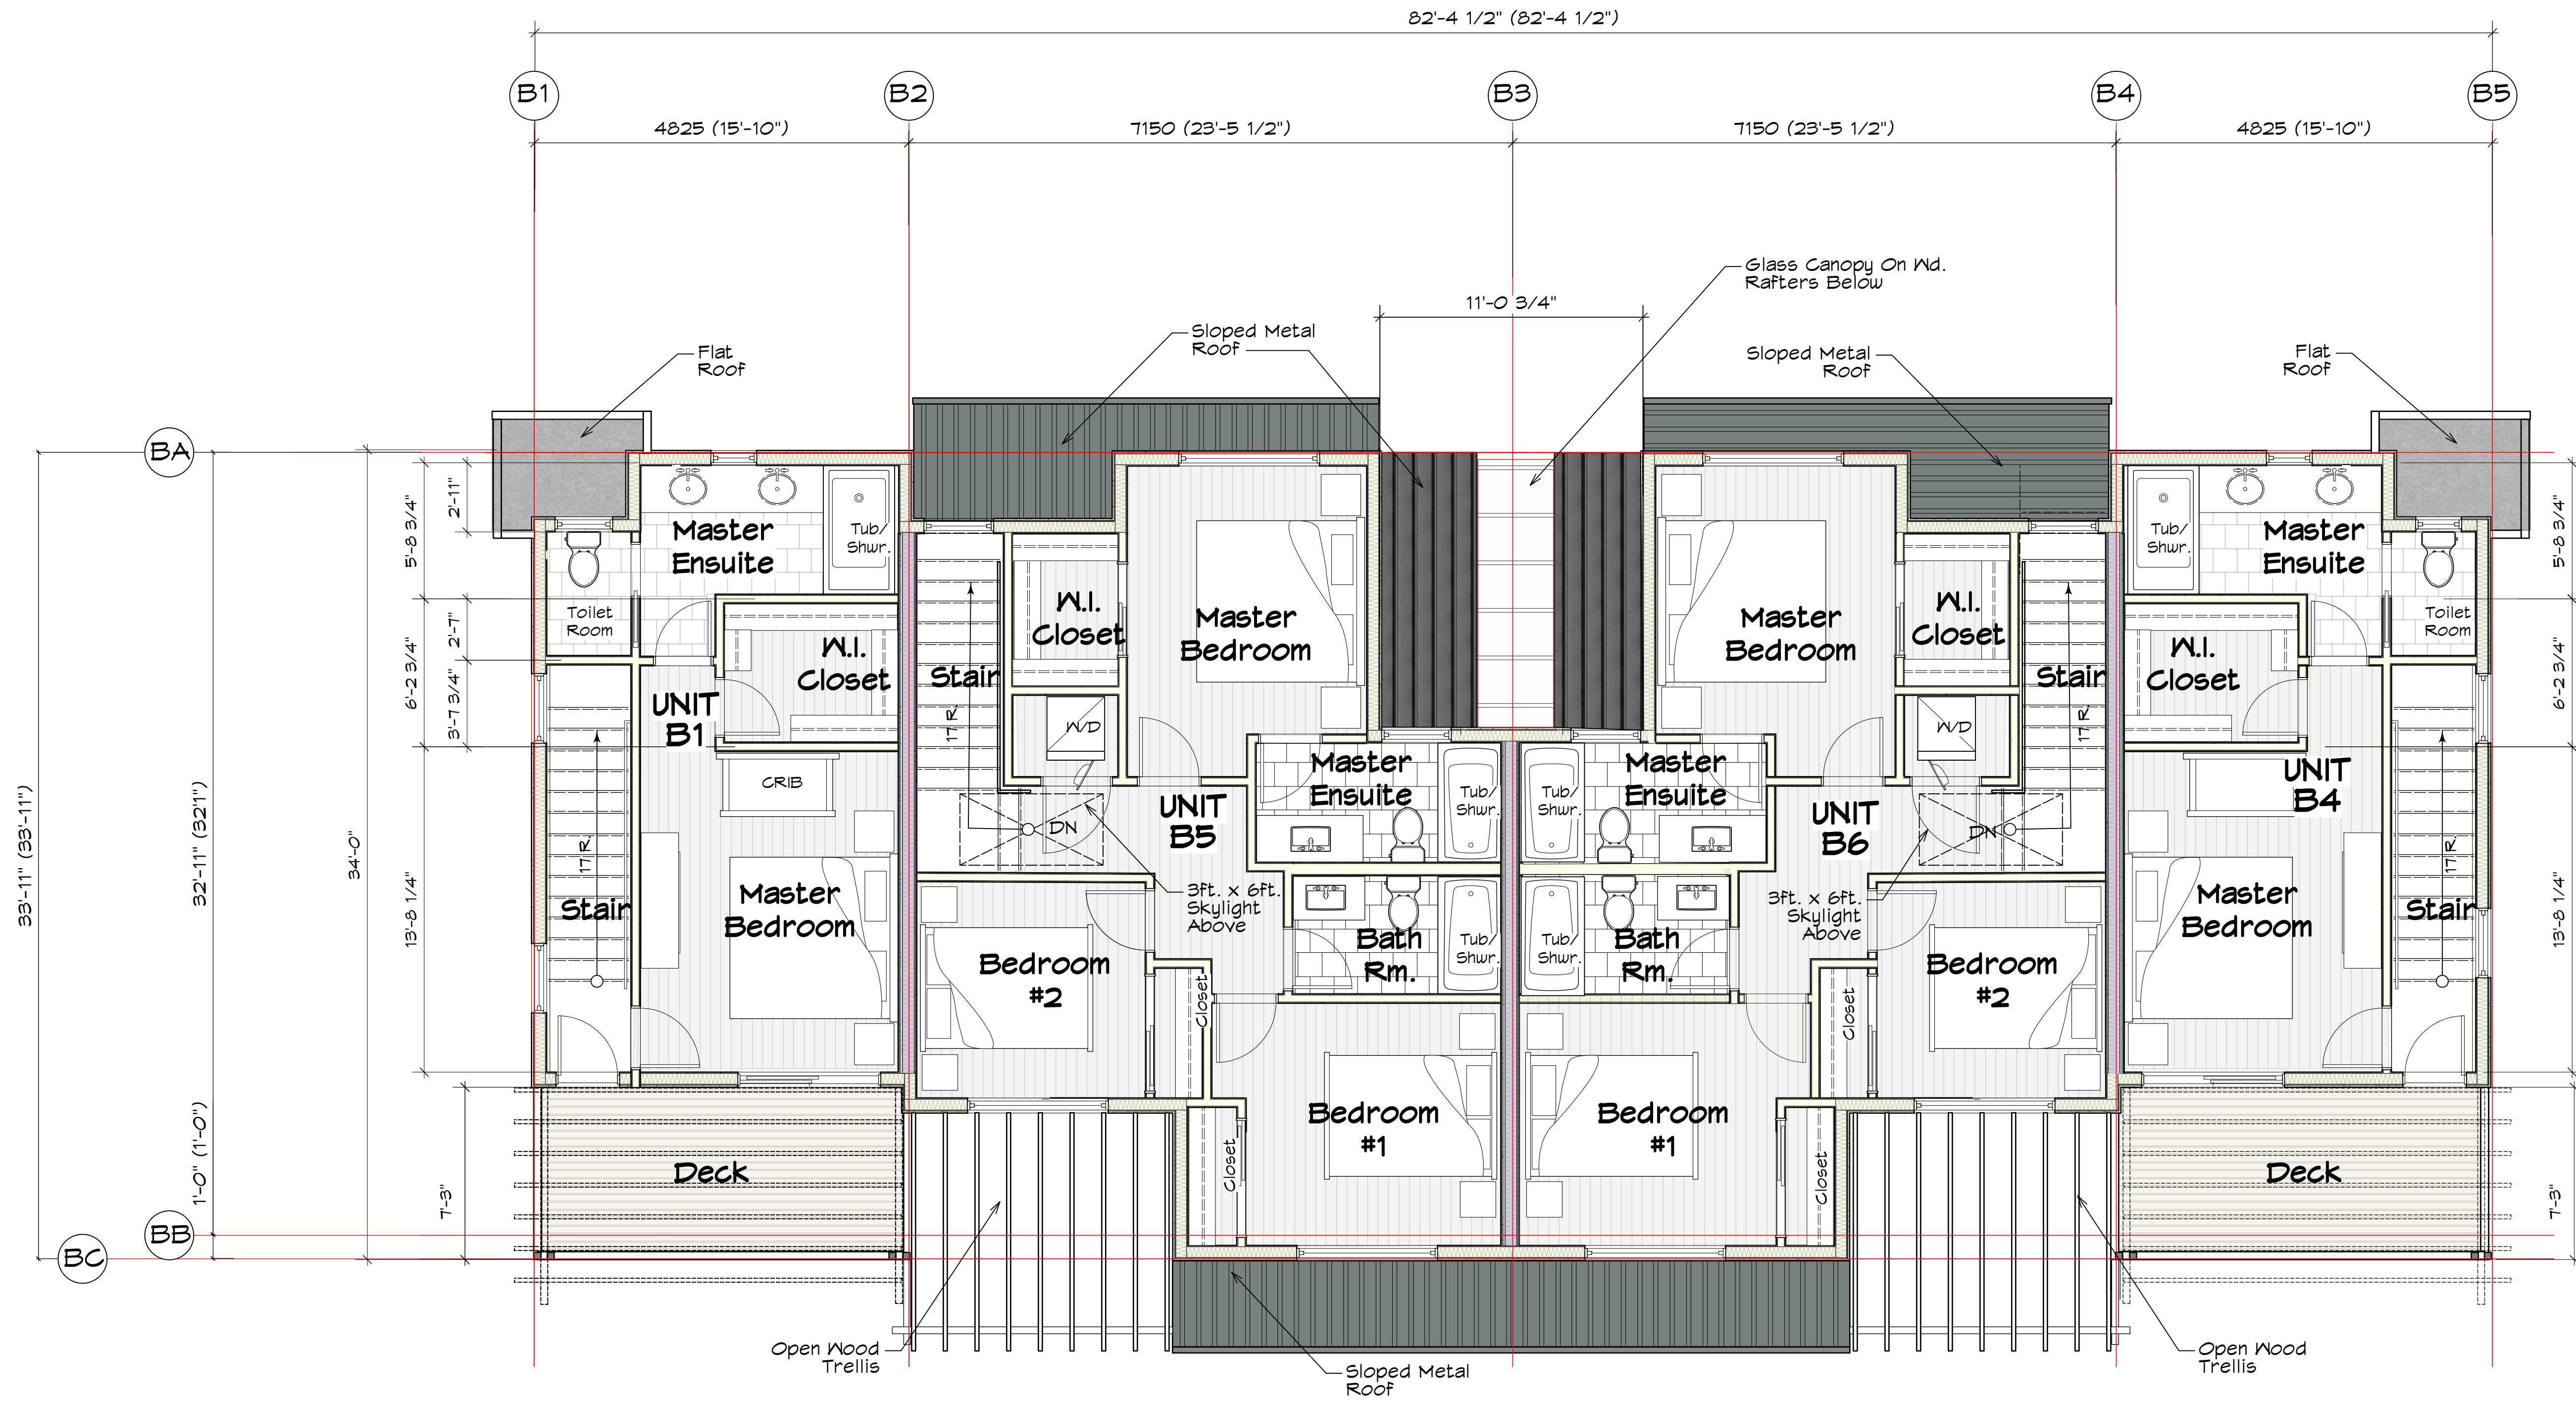 82'-4 1/2" (82'-4 1/2")
B1
B2
B3
B4
B5
4825 (15'-10")
7150 (23'-5 1/2")
7150 (23'-5 1/2")
4825 (15'-10")
Glass Canopy On Wd.
Rafters Below
11'-0 3/4"
Sloped Metal
Roof
Flat
Roof
Sloped Metal
Roof
Flat
Roof
BA
BB
BC
33'-11" (33'-11")
32'-11" (32'1")
1'-0" (1'-0")
34'-0"
5'-8 3/4"
6'-2 3/4"
13'-8 1/4"
2'-11"
2'-7"
3'-7 3/4"
7'-3"
Master
Ensuite
Tub/
Shwr.
Toilet
Room
W.I.
Closet
UNIT
B1
CRIB
Master
Bedroom
17 R.
Stair
Deck
Stair
17 R.
W.I.
Closet
W/D
Master
Bedroom
DN
UNIT
B5
3ft. x 6ft.
Skylight
Above
Master
Ensuite
Tub/
Shwr.
Bath
Rm.
Tub/
Shwr.
Bedroom
#2
Closet
Bedroom
#1
Closet
Open Wood
Trellis
Sloped Metal
Roof
Master
Bedroom
W.I.
Closet
Stair
17 R.
W/D
DN
UNIT
B6
3ft. x 6ft.
Skylight
Above
Tub/
Shwr.
Master
Ensuite
Tub/
Shwr.
Bath
Rm.
Bedroom
#2
Closet
Bedroom
#1
Closet
Open Wood
Trellis
Tub/
Shwr.
Master
Ensuite
Toilet
Room
W.I.
Closet
UNIT
B4
Master
Bedroom
17 R.
Stair
Deck
5'-8 3/4"
6'-2 3/4"
13'-8 1/4"
7'-3"